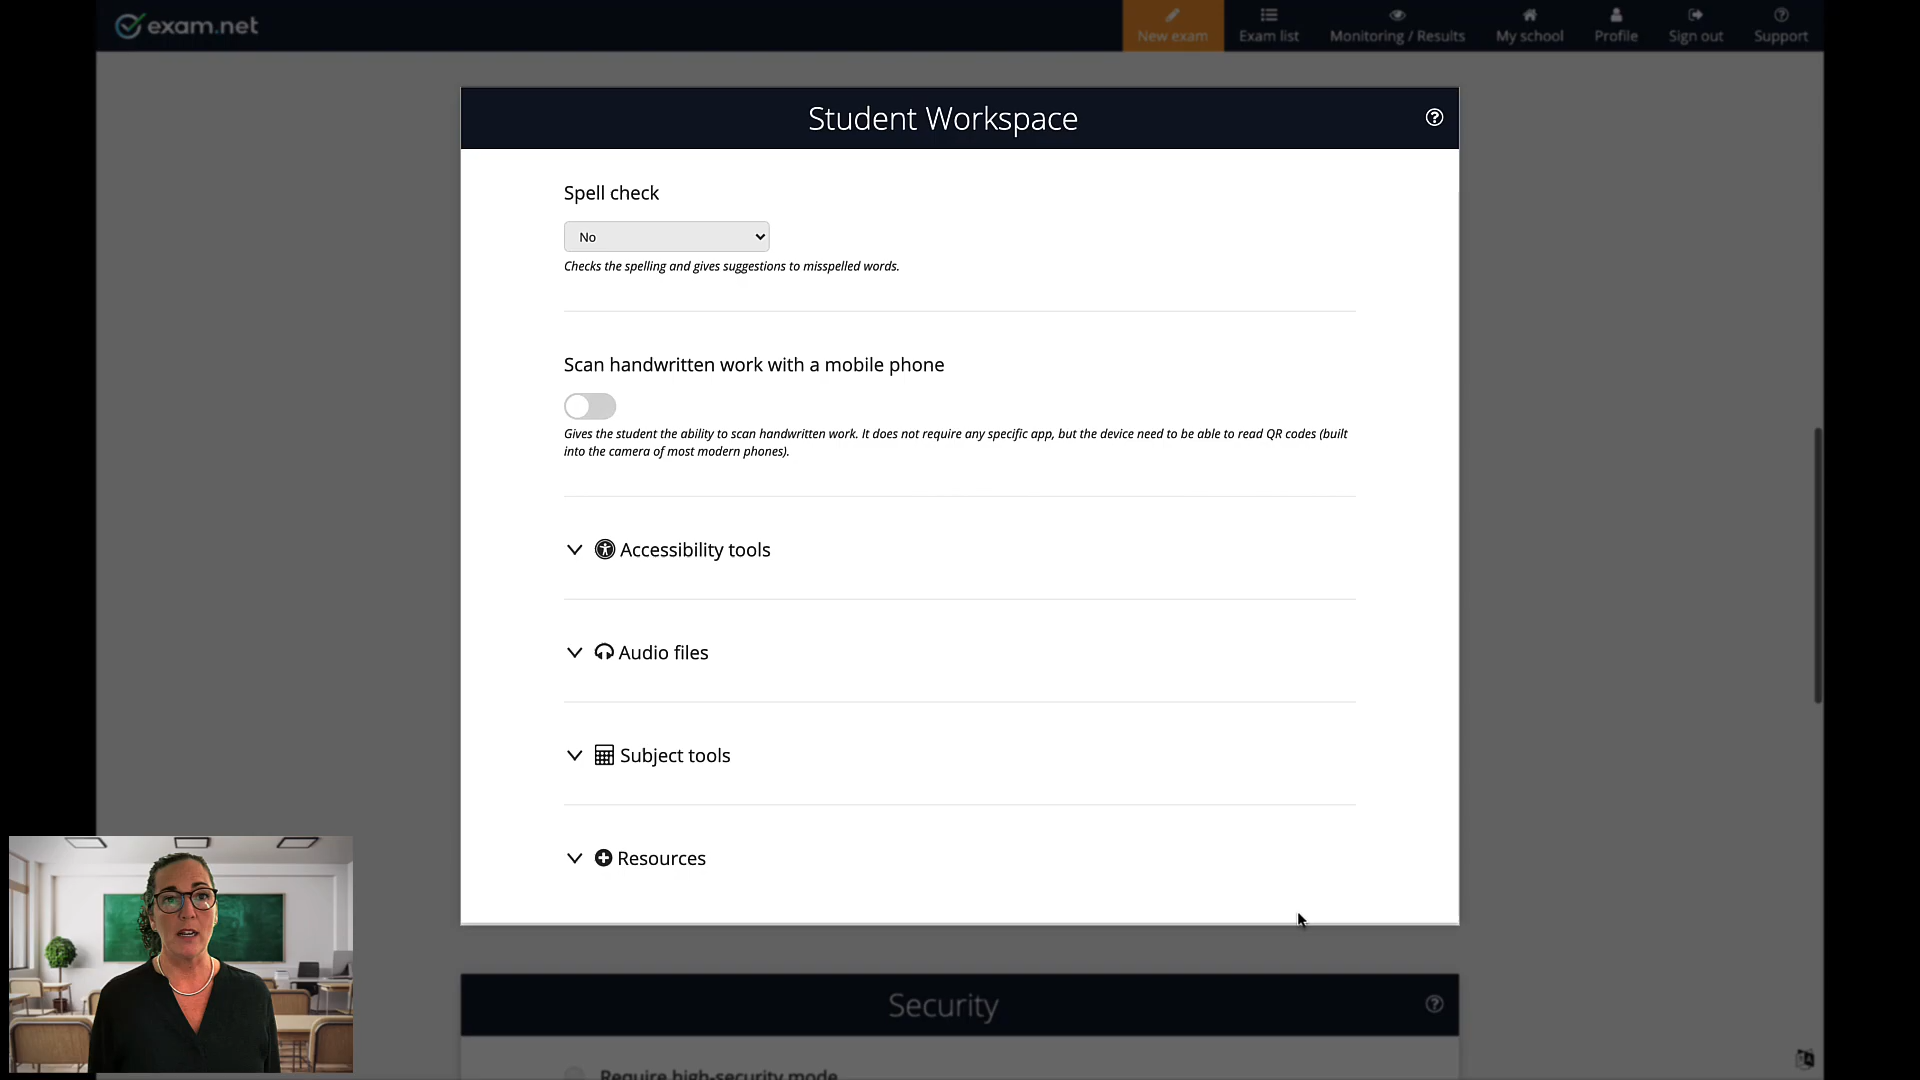 exam.net
New exam
Exam list
Monitoring / Results
My school
Profile
Sign out
Support
Student Workspace
Spell check
No
Checks the spelling and gives suggestions to misspelled words.
Scan handwritten work with a mobile phone
Gives the student the ability to scan handwritten work. It does not require any specific app, but the device need to be able to read QR codes (built
into the camera of most modern phones).
Accessibility tools
Audio files
Subject tools
Resources
Security
Require high-security mode